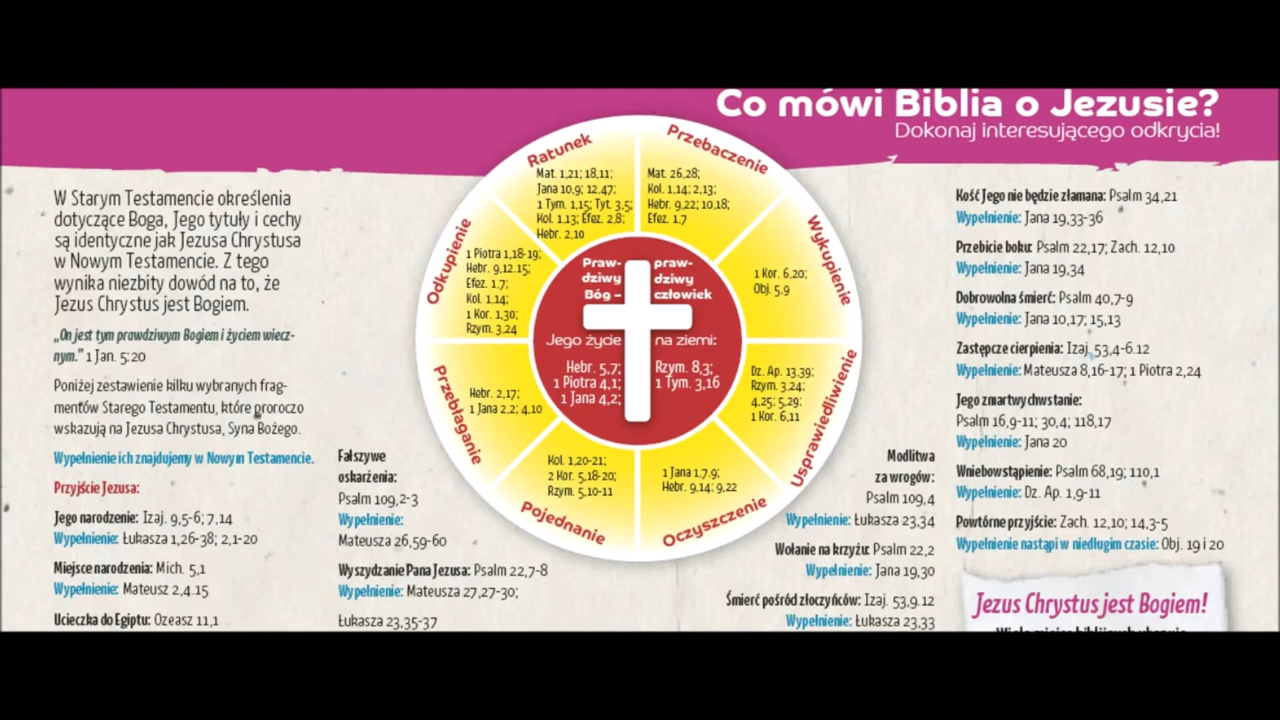 Co mówi Biblia o Jezusie?
Dokonaj interesującego odkrycia!
W Starym Testamencie określenia
dotyczące Boga, Jego tytuły i cechy
są identyczne jak Jezusa Chrystusa
w Nowym Testamencie. Z tego
wynika niezbity dowód na to, że
Jezus Chrystus jest Bogiem.
„On jest tym prawdziwym Bogiem i życiem wiecz-
nym.” 1 Jan. 5:20
Poniżej zestawienie kilku wybranych frag-
mentów Starego Testamentu, które proroczo
wskazują na Jezusa Chrystusa, Syna Bożego.
Wypełnienie ich znajdujemy w Nowym Testamencie.
Przyjście Jezusa:
Jego narodzenie: Izaj. 9,5-6; 7,14
Wypełnienie: Łukasza 1,26-38; 2,1-20
Miejsce narodzenia: Mich. 5,1
Wypełnienie: Mateusz 2,4.15
Ucieczka do Egiptu: Ozeasz 11,1
Fałszywe
oskarżenia:
Psalm 109,2-3
Wypełnienie:
Mateusza 26,59-60
Wyszydzanie Pana Jezusa: Psalm 22,7-8
Wypełnienie: Mateusza 27,27-30;
Łukasza 23,35-37
Ratunek
Mat. 1,21; 18,11;
Jana 10,9; 12,47;
1 Tym. 1,15; Tyt. 3,5;
Kol. 1,13; Efez. 2,8;
Hebr. 2,10
Przebaczenie
Mat. 26,28;
Kol. 1,14; 2,13;
Hebr. 9,22; 10,18;
Efez. 1,7
Wykupienie
1 Kor. 6,20;
Obj. 5,9
Usprawiedliwienie
Dz. Ap. 13,39;
Rzym. 3,24;
4,25; 5,29;
1 Kor. 6,11
Oczyszczenie
1 Jana 1,7.9;
Hebr. 9,14; 9,22
Pojednanie
Kol. 1,20-21;
2 Kor. 5,18-20;
Rzym. 5,10-11
Przebłaganie
Hebr. 2,17;
1 Jana 2,2; 4,10
Odkupienie
1 Piotra 1,18-19;
Hebr. 9,12.15;
Efez. 1,7;
Kol. 1,14;
1 Kor. 1,30;
Rzym. 3,24
Praw-
dziwy
Bóg –
praw-
dziwy
człowiek
Jego życie na ziemi:
Hebr. 5,7;
1 Piotra 4,1;
1 Jana 4,2;
Rzym. 8,3;
1 Tym. 3,16
Modlitwa
za wrogów:
Psalm 109,4
Wypełnienie: Łukasza 23,34
Wołanie na krzyżu: Psalm 22,2
Wypełnienie: Jana 19,30
Śmierć pośród złoczyńców: Izaj. 53,9.12
Wypełnienie: Łukasza 23,33
Kość Jego nie będzie złamana: Psalm 34,21
Wypełnienie: Jana 19,33-36
Przebicie boku: Psalm 22,17; Zach. 12,10
Wypełnienie: Jana 19,34
Dobrowolna śmierć: Psalm 40,7-9
Wypełnienie: Jana 10,17; 15,13
Zastępcze cierpienia: Izaj. 53,4-6.12
Wypełnienie: Mateusza 8,16-17; 1 Piotra 2,24
Jego zmartwychwstanie:
Psalm 16,9-11; 30,4; 118,17
Wypełnienie: Jana 20
Wniebowstąpienie: Psalm 68,19; 110,1
Wypełnienie: Dz. Ap. 1,9-11
Powtórne przyjście: Zach. 12,10; 14,3-5
Wypełnienie nastąpi w niedługim czasie: Obj. 19 i 20
Jezus Chrystus jest Bogiem!